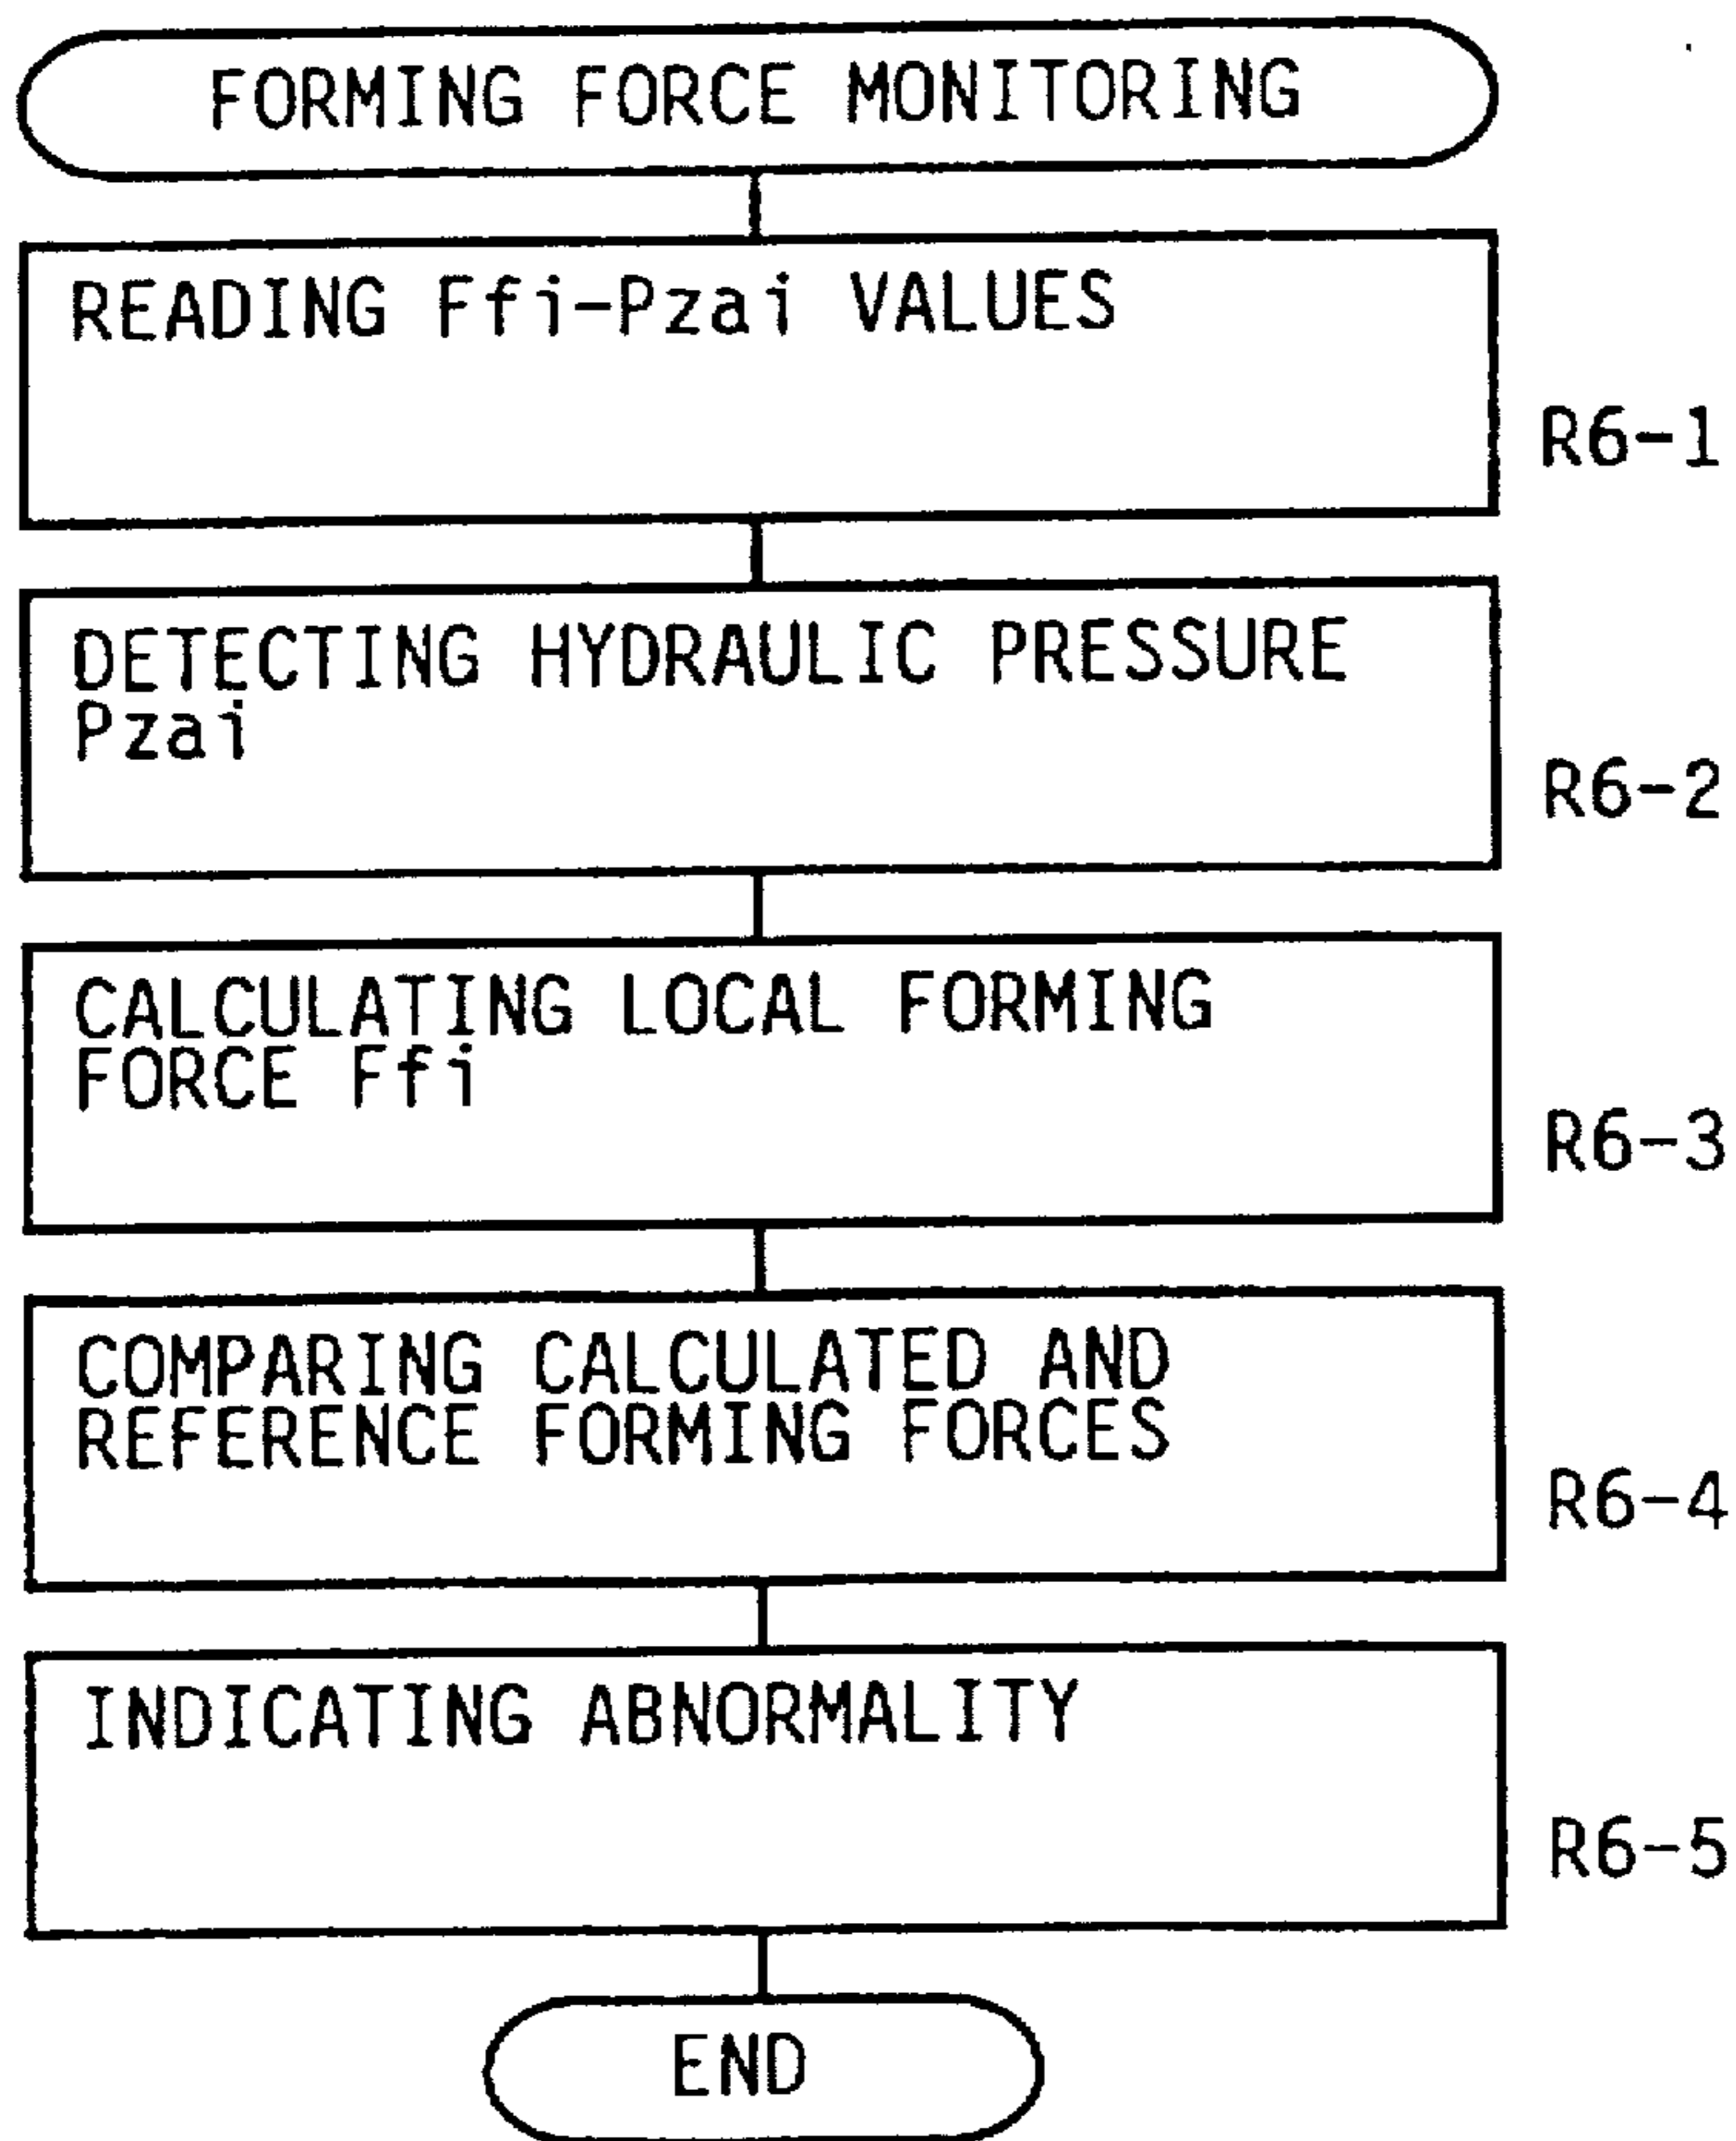 FORMING FORCE MONITORING
READING Ffi-Pzai VALUES
R6-1
DETECTING HYDRAULIC PRESSURE
Pzai
R6-2
CALCULATING LOCAL FORMING
FORCE Ffi
R6-3
COMPARING CALCULATED AND
REFERENCE FORMING FORCES
R6-4
INDICATING ABNORMALITY
R6-5
END